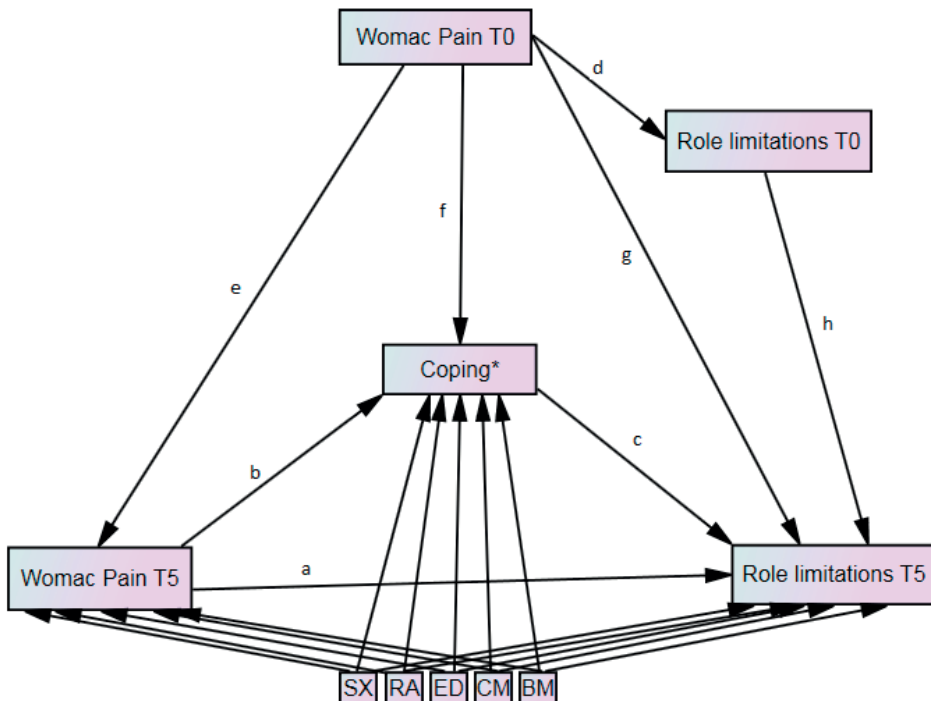 Womac Pain T0
d
Role limitations T0
f
g
e
h
Coping*
c
b
a
Womac Pain T5
Role limitations T5
SX RA ED CM BM